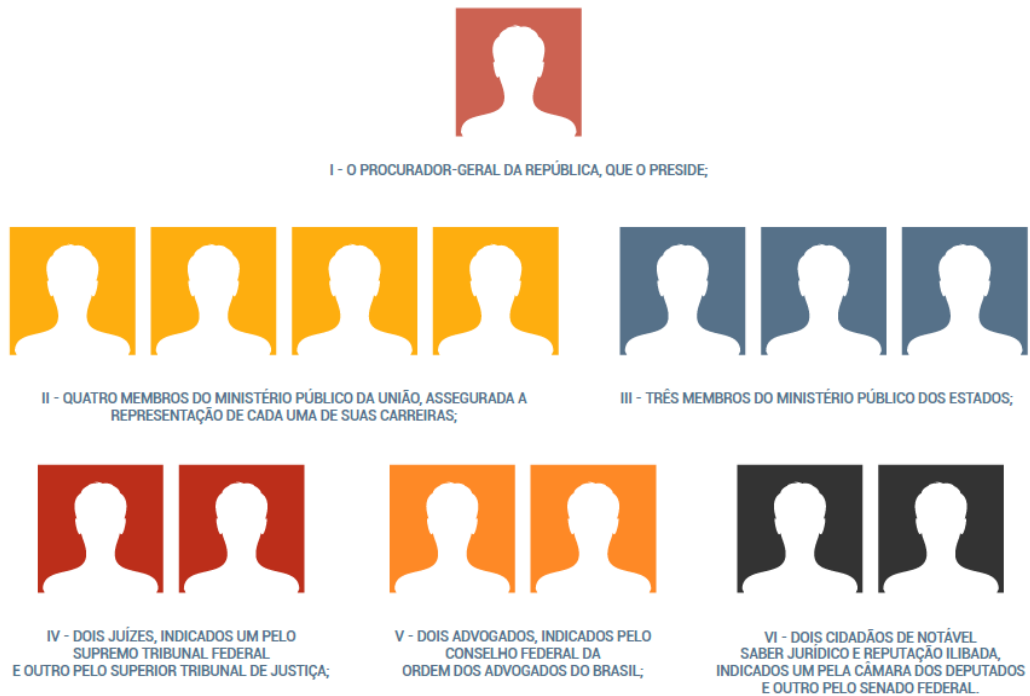 I - O PROCURADOR-GERAL DA REPÚBLICA, QUE O PRESIDE;
II - QUATRO MEMBROS DO MINISTÉRIO PÚBLICO DA UNIÃO, ASSEGURADA A
REPRESENTAÇÃO DE CADA UMA DE SUAS CARREIRAS;
III - TRÊS MEMBROS DO MINISTÉRIO PÚBLICO DOS ESTADOS;
IV - DOIS JUÍZES, INDICADOS UM PELO
SUPREMO TRIBUNAL FEDERAL
E OUTRO PELO SUPERIOR TRIBUNAL DE JUSTIÇA;
V - DOIS ADVOGADOS, INDICADOS PELO
CONSELHO FEDERAL DA
ORDEM DOS ADVOGADOS DO BRASIL;
VI - DOIS CIDADÃOS DE NOTÁVEL
SABER JURÍDICO E REPUTAÇÃO ILIBADA,
INDICADOS UM PELA CÂMARA DOS DEPUTADOS
E OUTRO PELO SENADO FEDERAL.